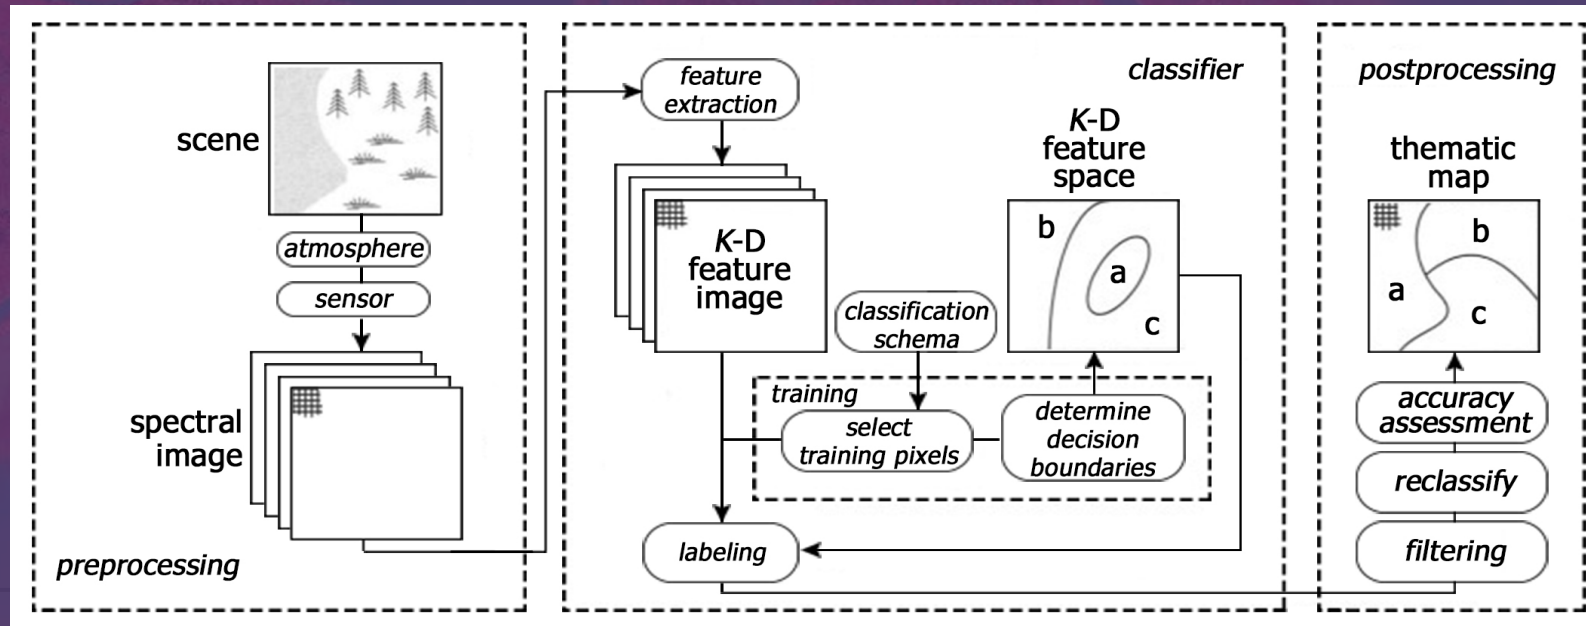 scene
atmosphere
sensor
spectral
image
preprocessing
classifier
feature
extraction
K-D
feature
image
classification
schema
K-D
feature
space
b
a
c
training
select
training pixels
determine
decision
boundaries
labeling
postprocessing
thematic
map
b
a
c
accuracy
assessment
reclassify
filtering